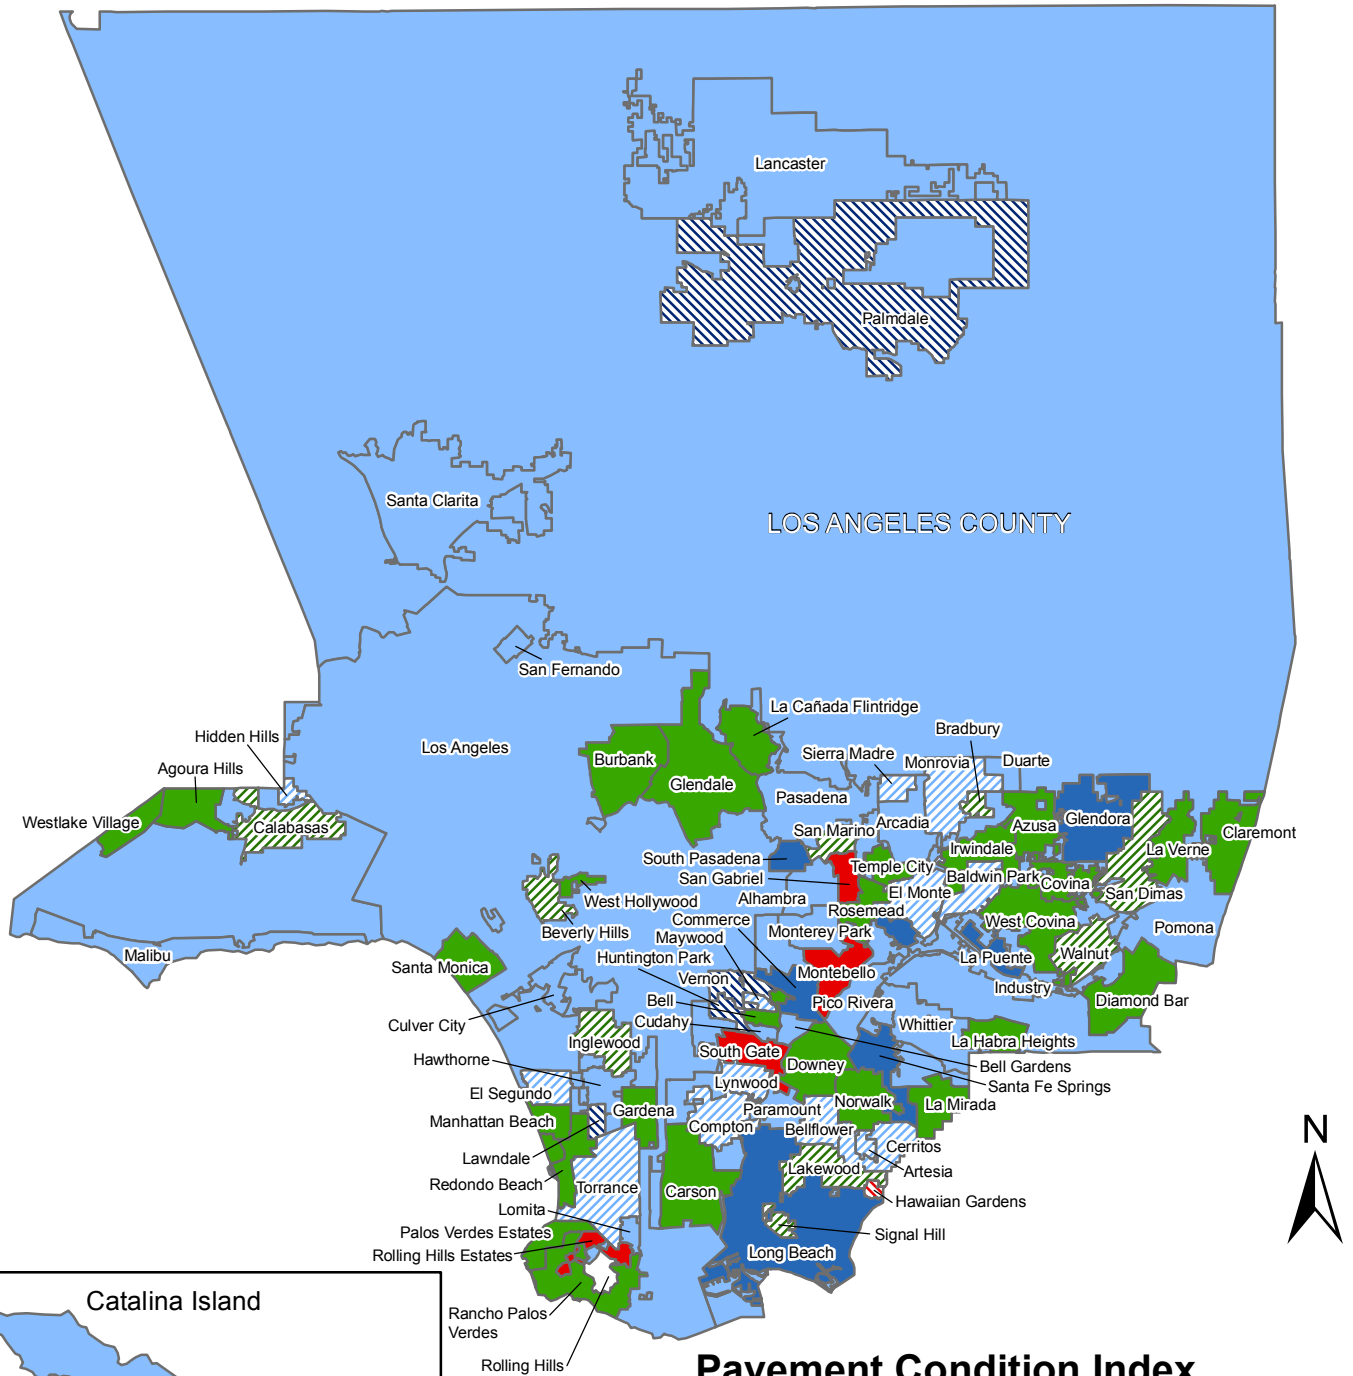 Lancaster
Palmdale
Santa Clarita
LOS ANGELES COUNTY
San Fernando
La Cañada Flintridge
Bradbury
Hidden Hills
Los Angeles
Sierra Madre
Monrovia
Duarte
Agoura Hills
Burbank
Glendale
Pasadena
Westlake Village
Calabasas
San Marino
Arcadia
Azusa
Glendora
Claremont
Irwindale
La Verne
South Pasadena
San Gabriel
Temple City
Baldwin Park
Covina
San Dimas
El Monte
Alhambra
West Hollywood
Rosemead
Commerce
West Covina
Pomona
Beverly Hills
Maywood
Monterey Park
Malibu
Huntington Park
La Puente
Walnut
Santa Monica
Vernon
Montebello
Industry
Bell
Pico Rivera
Diamond Bar
Culver City
Cudahy
Whittier
Inglewood
La Habra Heights
South Gate
Hawthorne
Downey
Bell Gardens
Lynwood
Santa Fe Springs
El Segundo
Norwalk
La Mirada
Manhattan Beach
Gardena
Paramount
Compton
Bellflower
Cerritos
Lawndale
Lakewood
Artesia
Redondo Beach
Torrance
Carson
Hawaiian Gardens
Lomita
Palos Verdes Estates
Signal Hill
Rolling Hills Estates
Long Beach
Catalina Island
Rancho Palos
Verdes
Rolling Hills
N
Pavement Condition Index